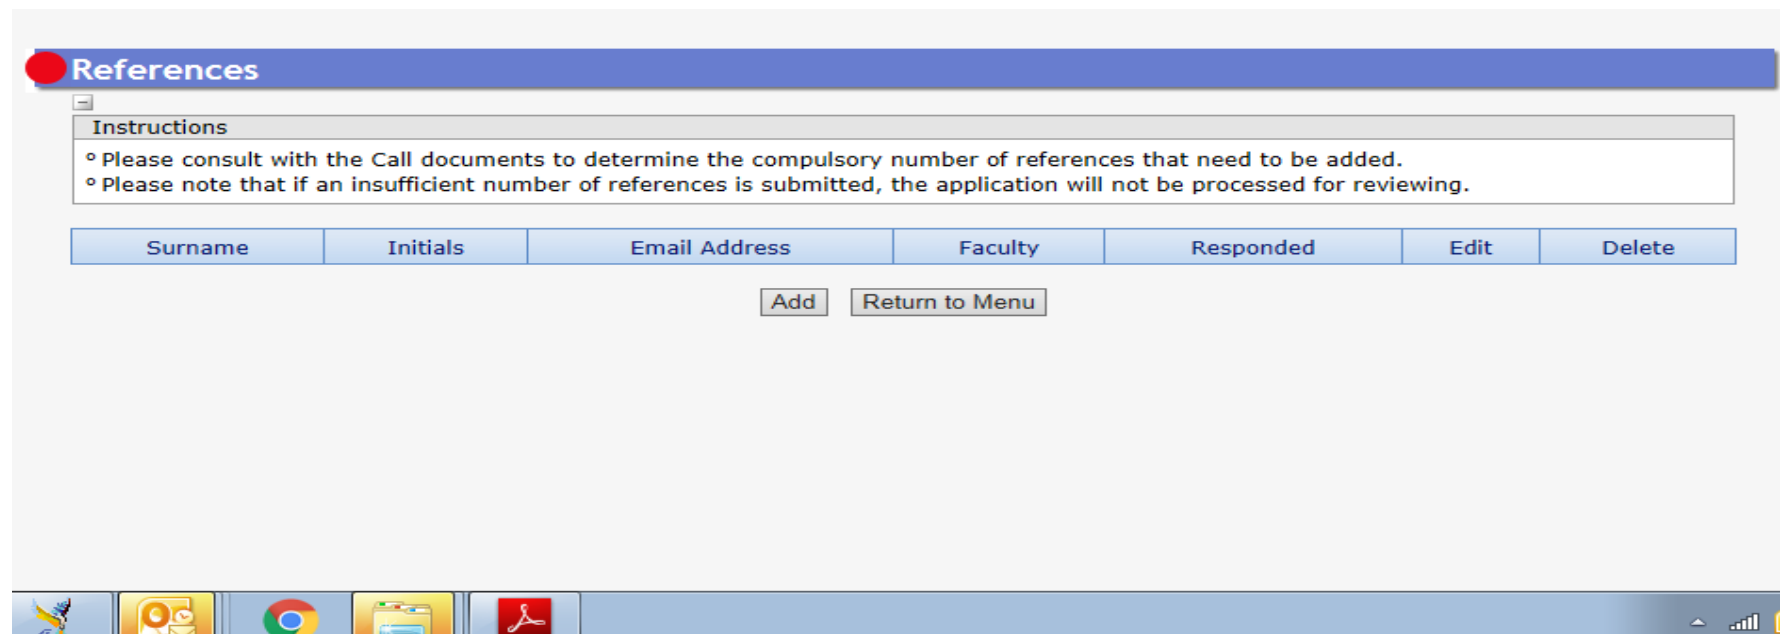 References
Instructions
° Please consult with the Call documents to determine the compulsory number of references that need to be added.
° Please note that if an insufficient number of references is submitted, the application will not be processed for reviewing.
Surname Initials Email Address Faculty Responded Edit Delete
Add Return to Menu